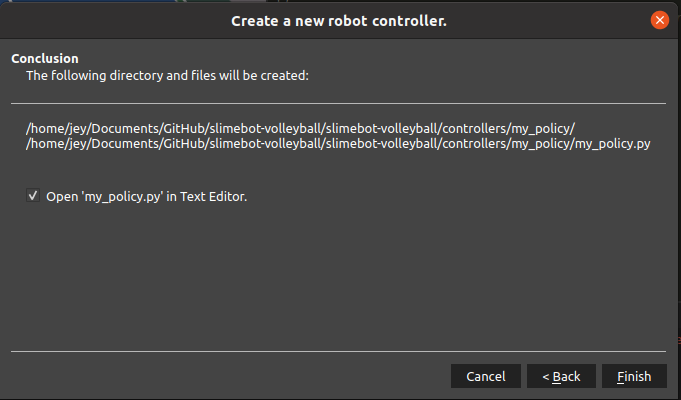 Create a new robot controller.
Conclusion
The following directory and files will be created:
/home/jey/Documents/GitHub/slimebot-volleyball/slimebot-volleyball/controllers/my_policy/
/home/jey/Documents/GitHub/slimebot-volleyball/slimebot-volleyball/controllers/my_policy/my_policy.py
Open 'my_policy.py' in Text Editor.
Cancel < Back Finish